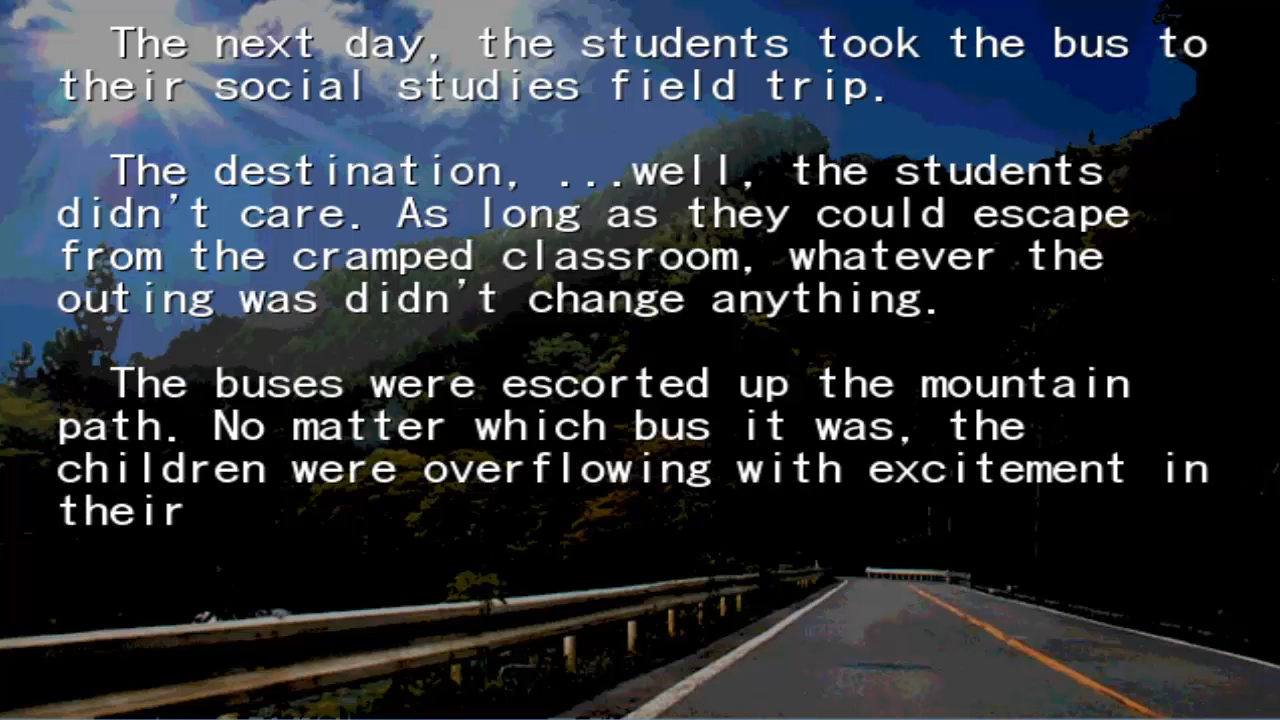 The next day, the students took the bus to
their social studies field trip.
The destination, ...well, the students
didn't care. As long as they could escape
from the cramped classroom, whatever the
outing was didn't change anything.
The buses were escorted up the mountain
path. No matter which bus it was, the
children were overflowing with excitement in
their